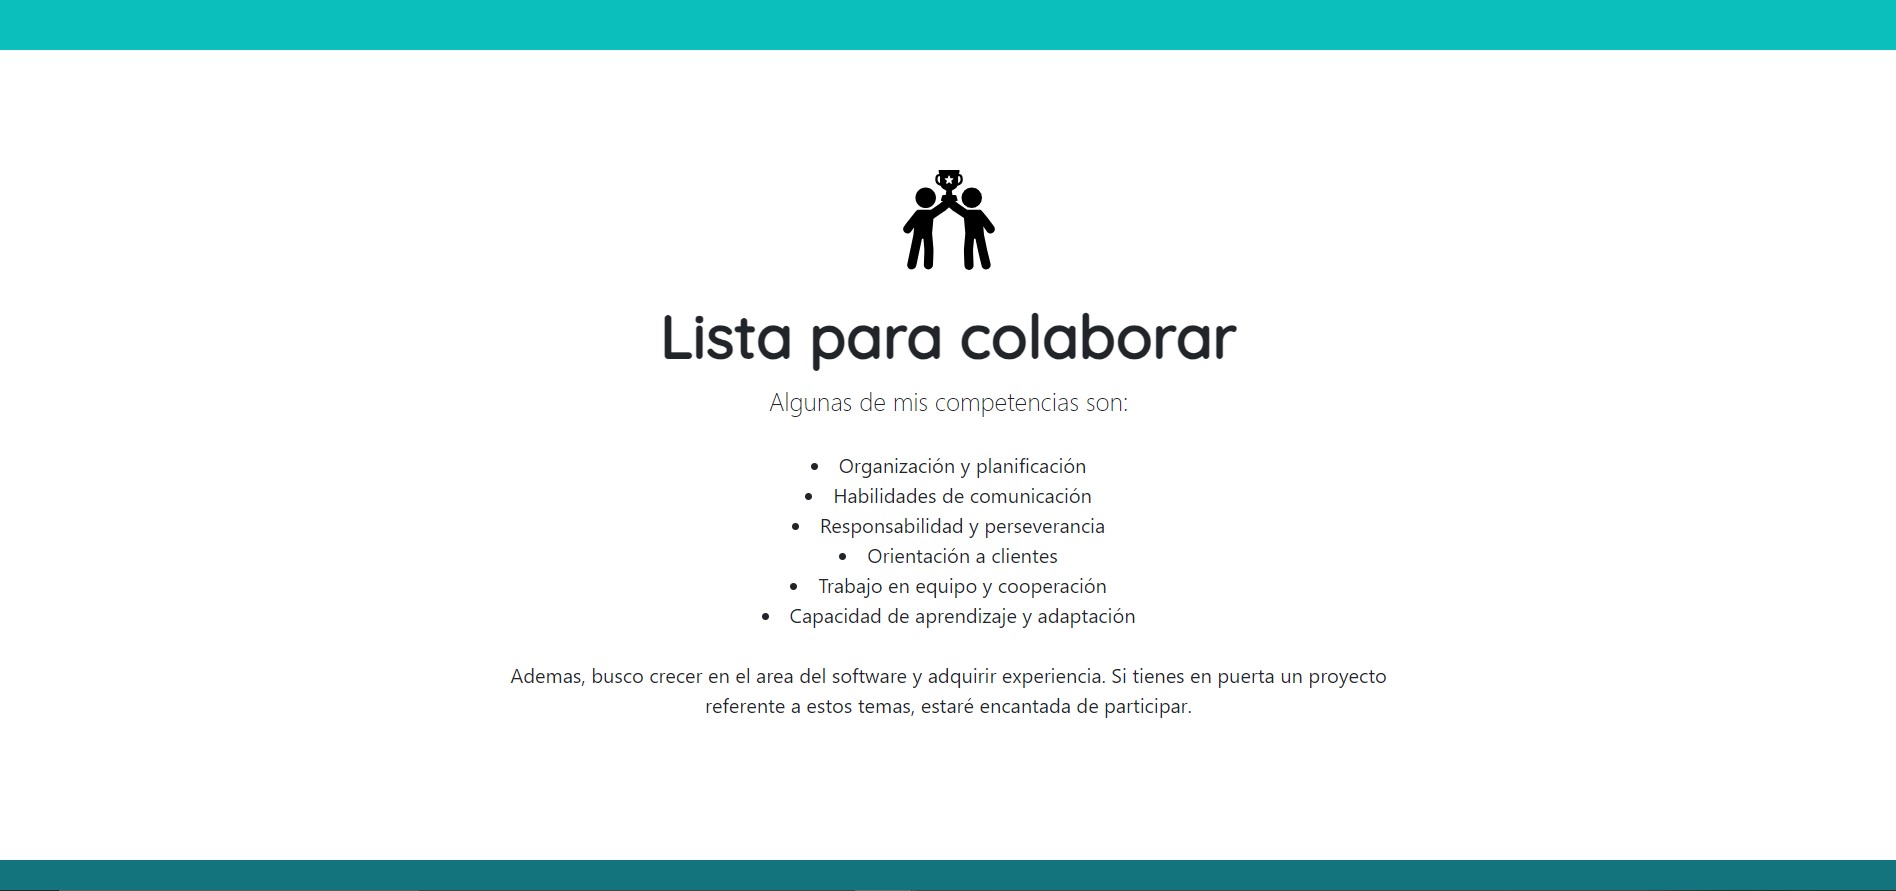 Lista para colaborar
Algunas de mis competencias son:
• Organización y planificación
• Habilidades de comunicación
• Responsabilidad y perseverancia
• Orientación a clientes
• Trabajo en equipo y cooperación
• Capacidad de aprendizaje y adaptación
Ademas, busco crecer en el area del software y adquirir experiencia. Si tienes en puerta un proyecto
referente a estos temas, estaré encantada de participar.